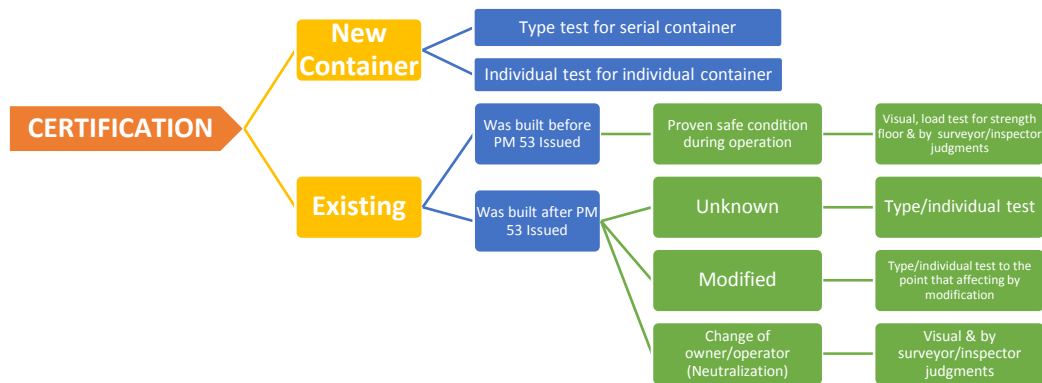 New
Container
Type test for serial container
Individual test for individual container
CERTIFICATION
Existing
Was built before
PM 53 Issued
Proven safe condition
during operation
Visual, load test for strength
floor & by surveyor/inspector
judgments
Was built after PM
53 Issued
Unknown
Type/individual test
Modified
Type/individual test to the
point that affecting by
modification
Change of
owner/operator
(Neutralization)
Visual & by
surveyor/inspector
judgments